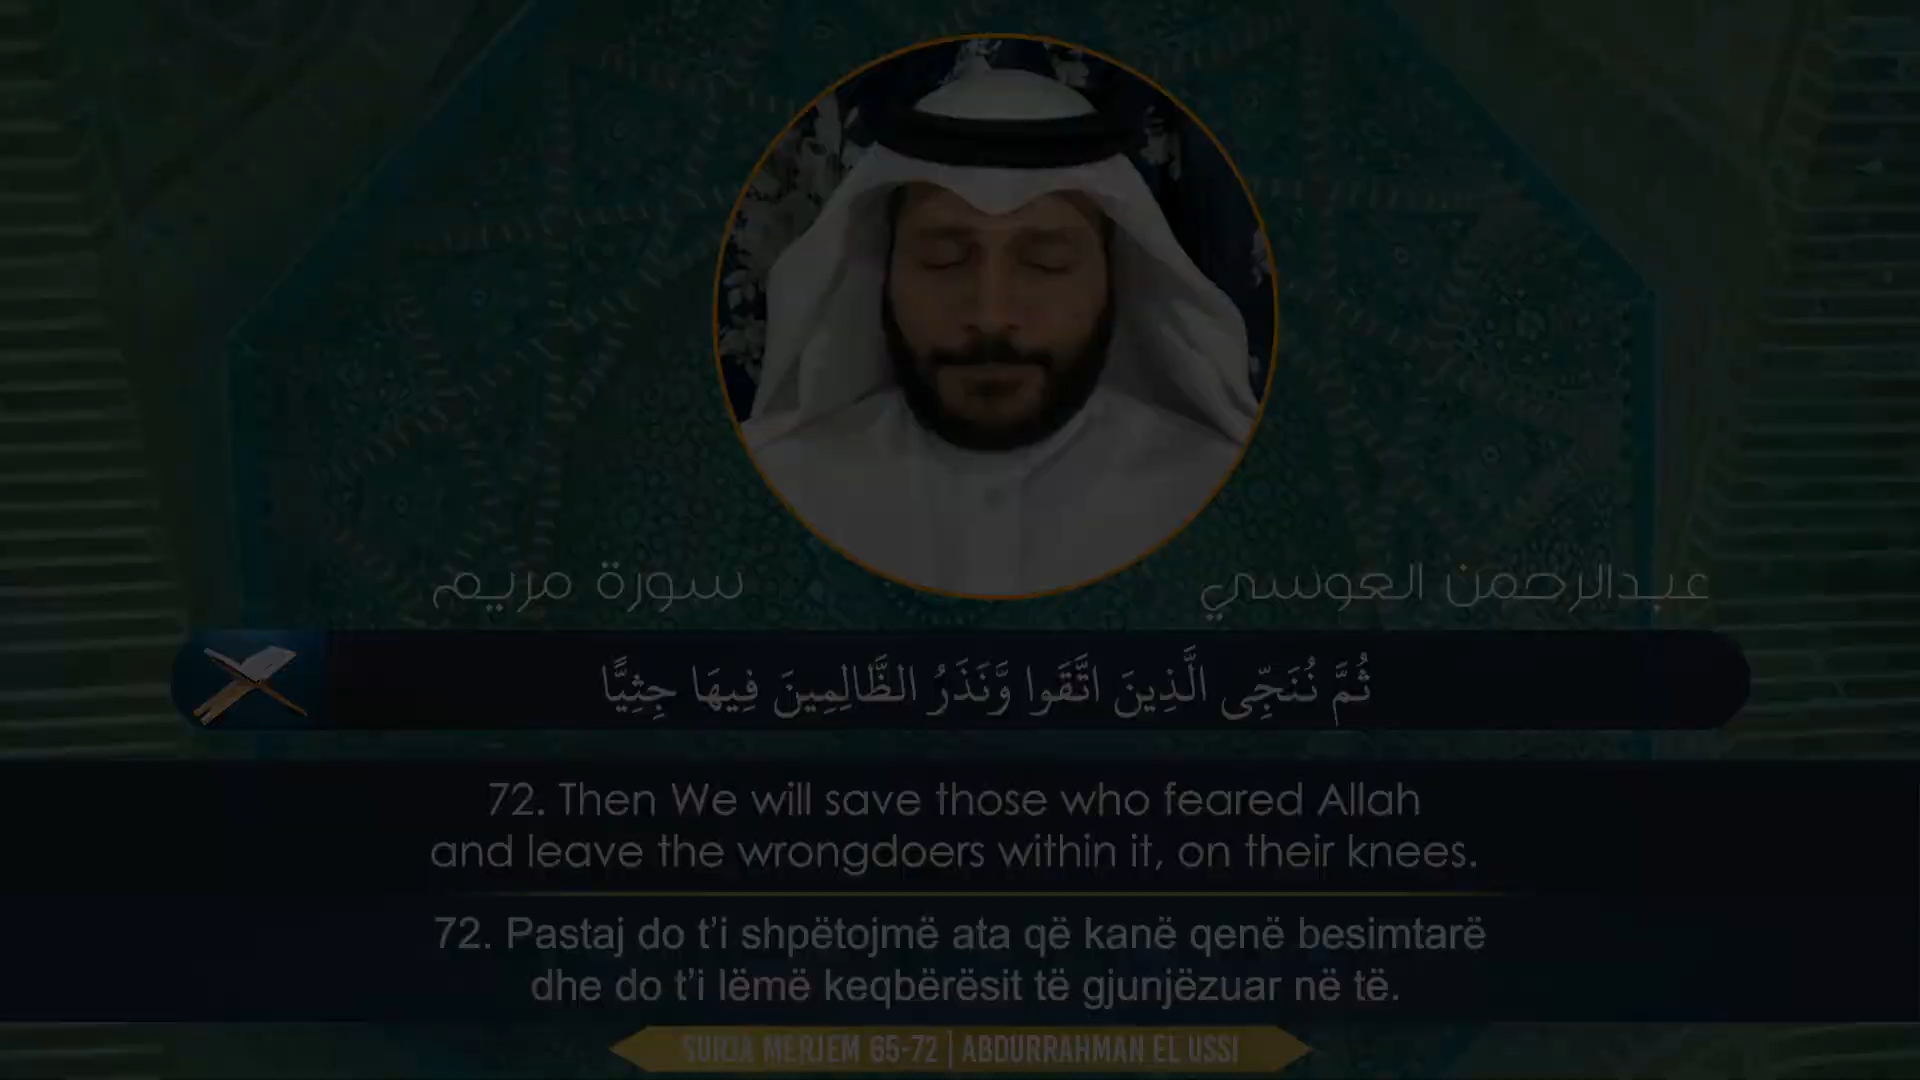 سورة مريم
عبدالرحمن العوسي
ثُمَّ نُنَجِّى الَّذِينَ اتَّقَوا وَّنَذَرُ الظَّالِمِينَ فِيهَا جِثِيًّا
72. Then We will save those who feared Allah
and leave the wrongdoers within it, on their knees.
72. Pastaj do t’i shpëtojmë ata që kanë qenë besimtarë
dhe do t’i lëmë keqbërësit të gjunjëzuar në të.
SURJA MERJEM 65-72 | ABDURRAHMAN EL USSI